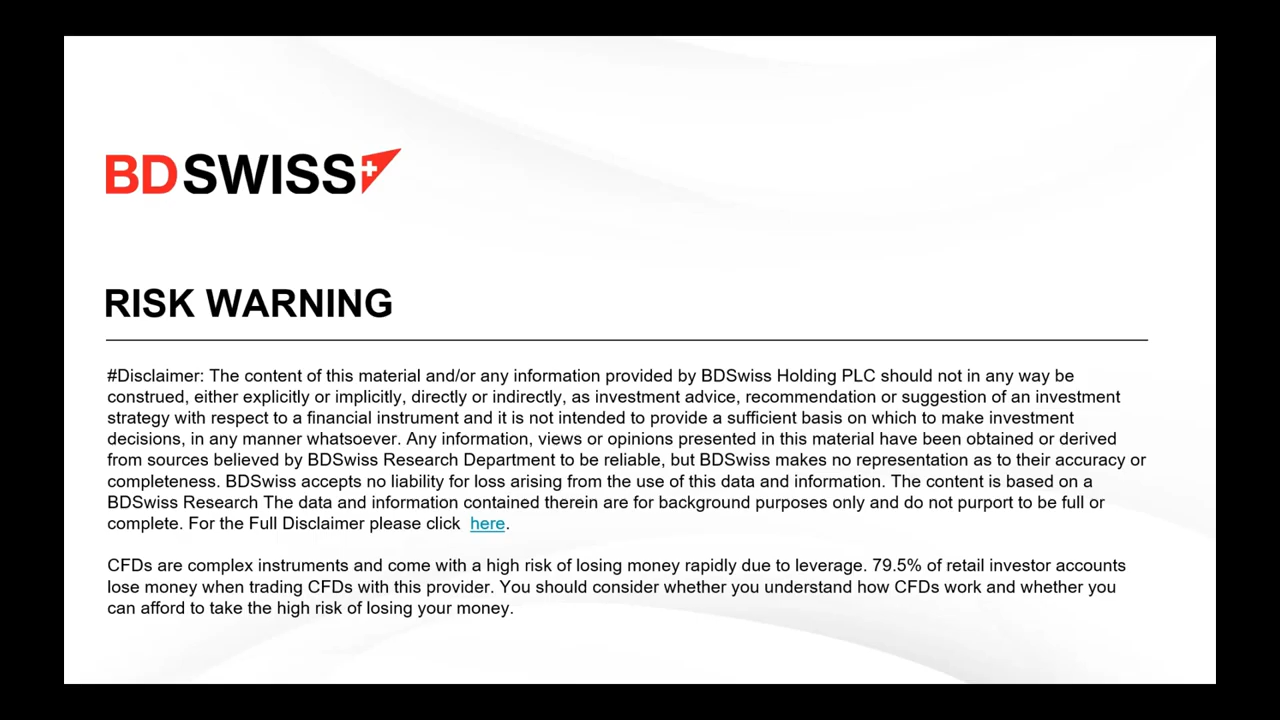 BDSWISS
RISK WARNING
#Disclaimer: The content of this material and/or any information provided by BDSwiss Holding PLC should not in any way be
construed, either explicitly or implicitly, directly or indirectly, as investment advice, recommendation or suggestion of an investment
strategy with respect to a financial instrument and it is not intended to provide a sufficient basis on which to make investment
decisions, in any manner whatsoever. Any information, views or opinions presented in this material have been obtained or derived
from sources believed by BDSwiss Research Department to be reliable, but BDSwiss makes no representation as to their accuracy or
completeness. BDSwiss accepts no liability for loss arising from the use of this data and information. The content is based on a
BDSwiss Research The data and information contained therein are for background purposes only and do not purport to be full or
complete. For the Full Disclaimer please click here.
CFDs are complex instruments and come with a high risk of losing money rapidly due to leverage. 79.5% of retail investor accounts
lose money when trading CFDs with this provider. You should consider whether you understand how CFDs work and whether you
can afford to take the high risk of losing your money.